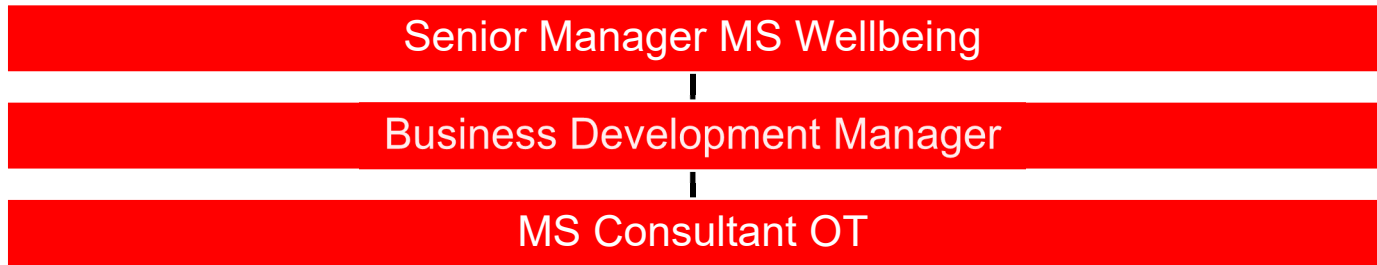 Senior Manager MS Wellbeing
Business Development Manager
MS Consultant OT